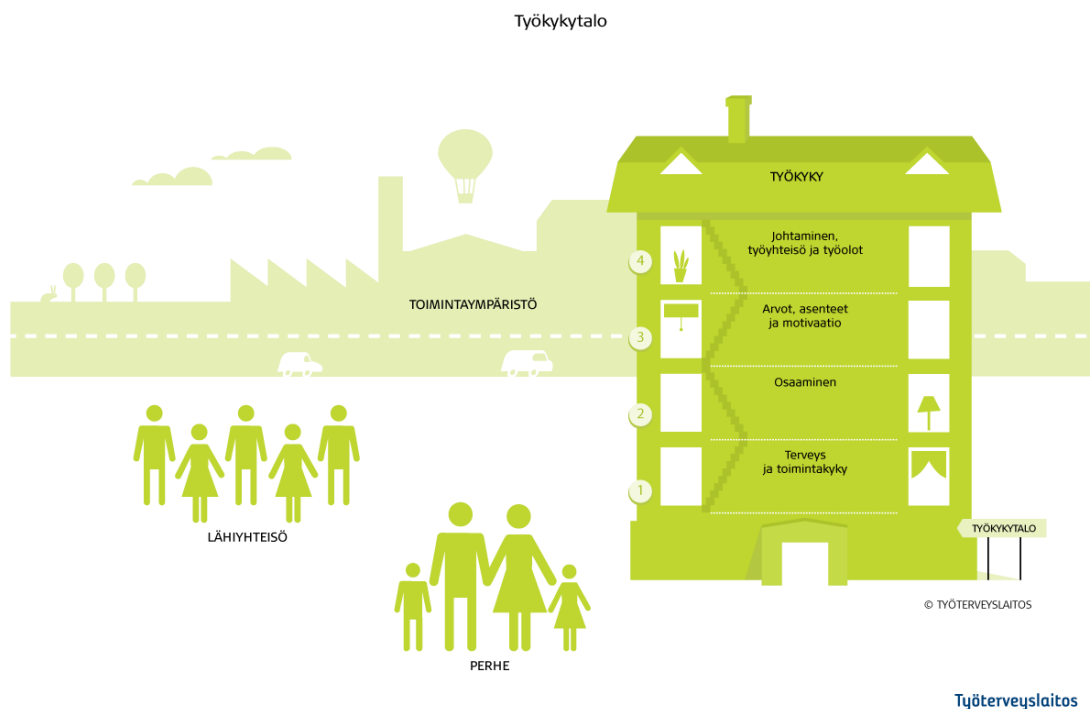 Työkykytalo
TYÖKYKY
Johtaminen,
työyhteisö ja työolot
4
TOIMINTAYMPÄRISTÖ
Arvot, asenteet
ja motivaatio
3
Osaaminen
2
Terveys
ja toimintakyky
1
LÄHIYHTEISÖ
TYÖKYKYTALO
© TYÖTERVEYSLAITOS
PERHE
Työterveyslaitos